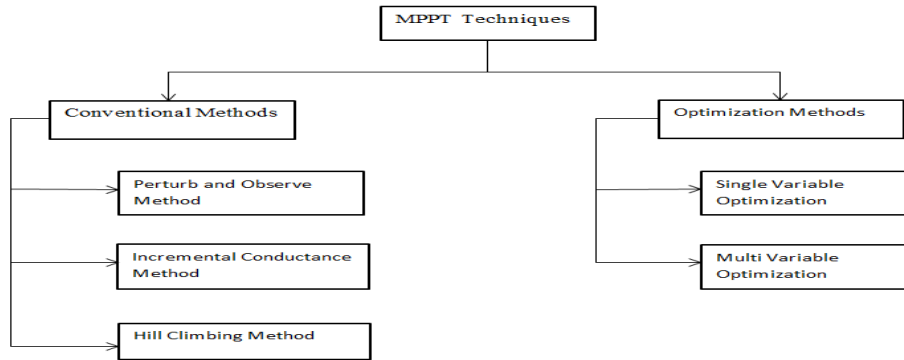 MPPT Techniques
Conventional Methods
Perturb and Observe
Method
Incremental Conductance
Method
Hill Climbing Method
Optimization Methods
Single Variable
Optimization
Multi Variable
Optimization